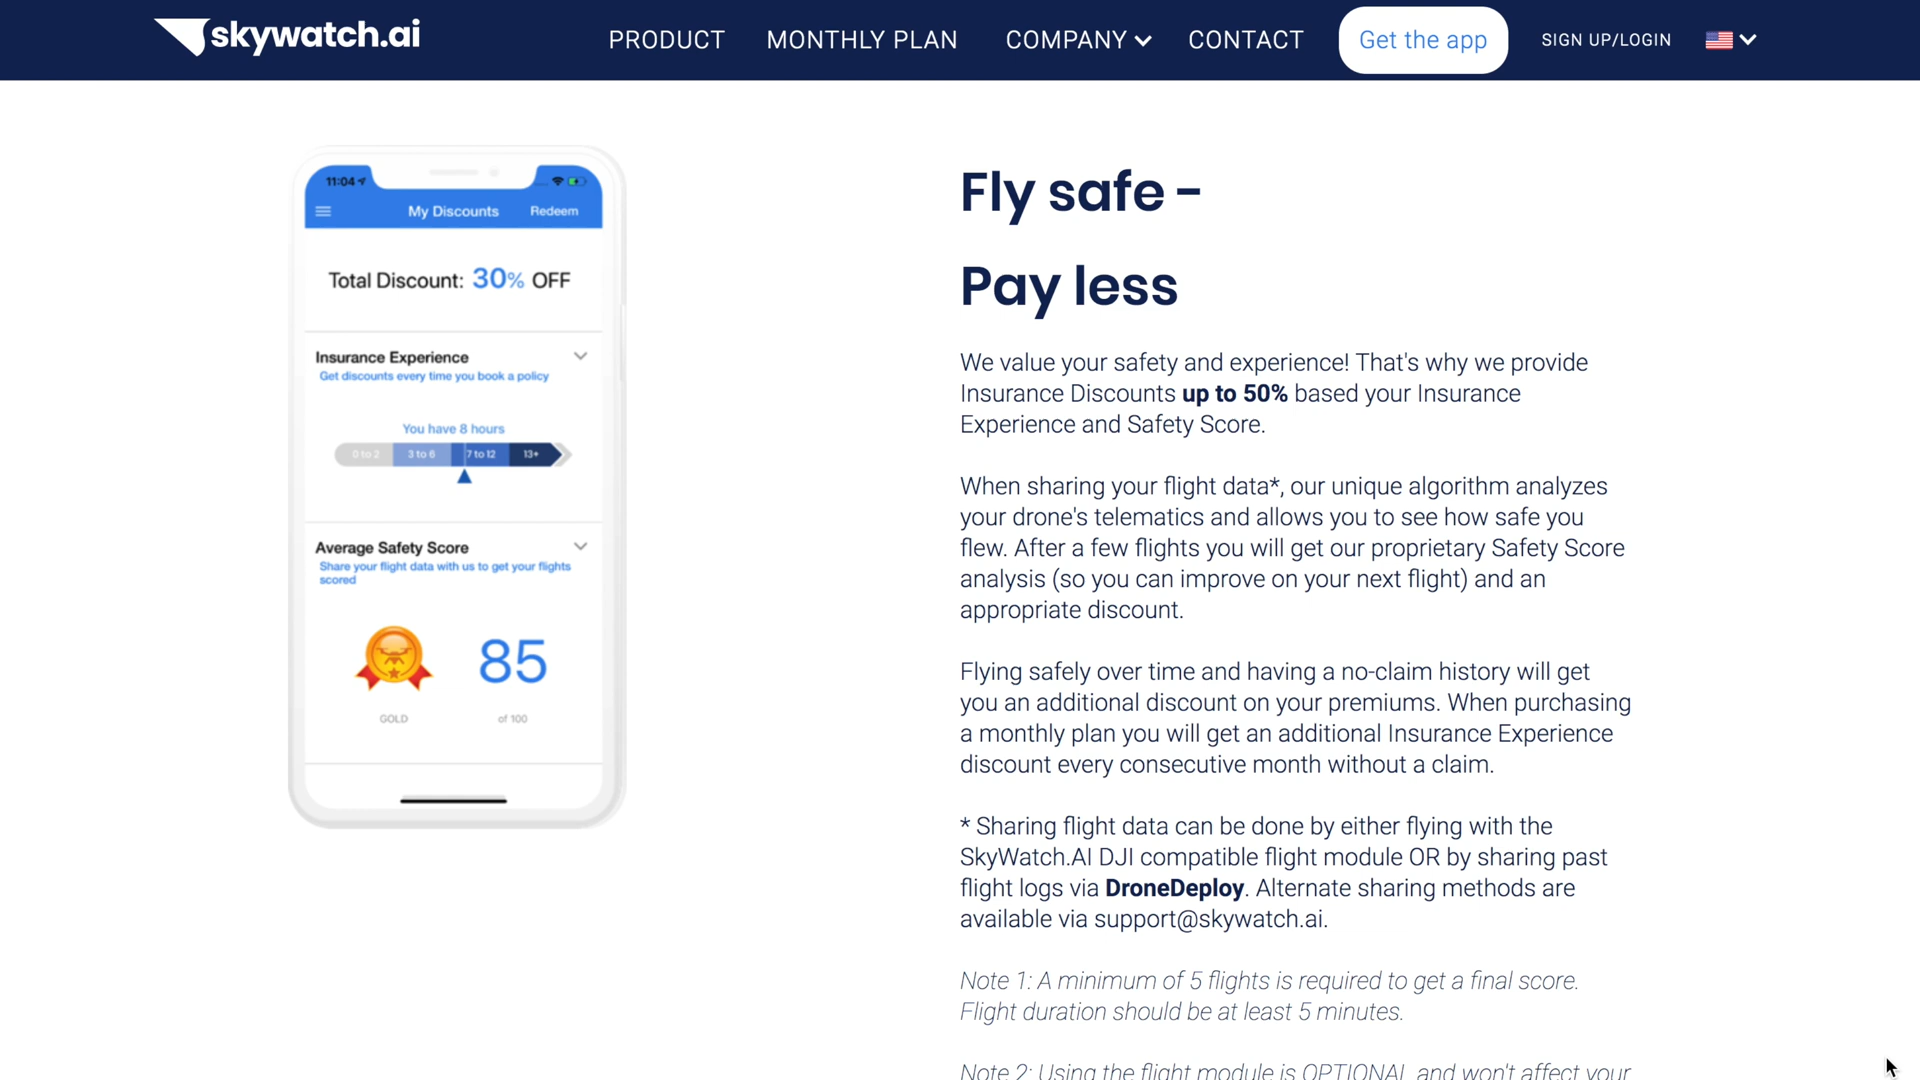 skywatch.ai
PRODUCT
MONTHLY PLAN
COMPANY
CONTACT
Get the app
SIGN UP/LOGIN
11:04
My Discounts
Redeem
Total Discount: 30% OFF
Insurance Experience
Get discounts every time you book a policy
You have 8 hours
0 to 2
3 to 6
7 to 12
13+
Average Safety Score
Share your flight data with us to get your flights
scored
85
GOLD
of 100
Fly safe -
Pay less
We value your safety and experience! That's why we provide
Insurance Discounts up to 50% based your Insurance
Experience and Safety Score.
When sharing your flight data*, our unique algorithm analyzes
your drone's telematics and allows you to see how safe you
flew. After a few flights you will get our proprietary Safety Score
analysis (so you can improve on your next flight) and an
appropriate discount.
Flying safely over time and having a no-claim history will get
you an additional discount on your premiums. When purchasing
a monthly plan you will get an additional Insurance Experience
discount every consecutive month without a claim.
* Sharing flight data can be done by either flying with the
SkyWatch.AI DJI compatible flight module OR by sharing past
flight logs via DroneDeploy. Alternate sharing methods are
available via support@skywatch.ai.
Note 1: A minimum of 5 flights is required to get a final score.
Flight duration should be at least 5 minutes.
Note 2: Using the flight module is OPTIONAL and won't affect your